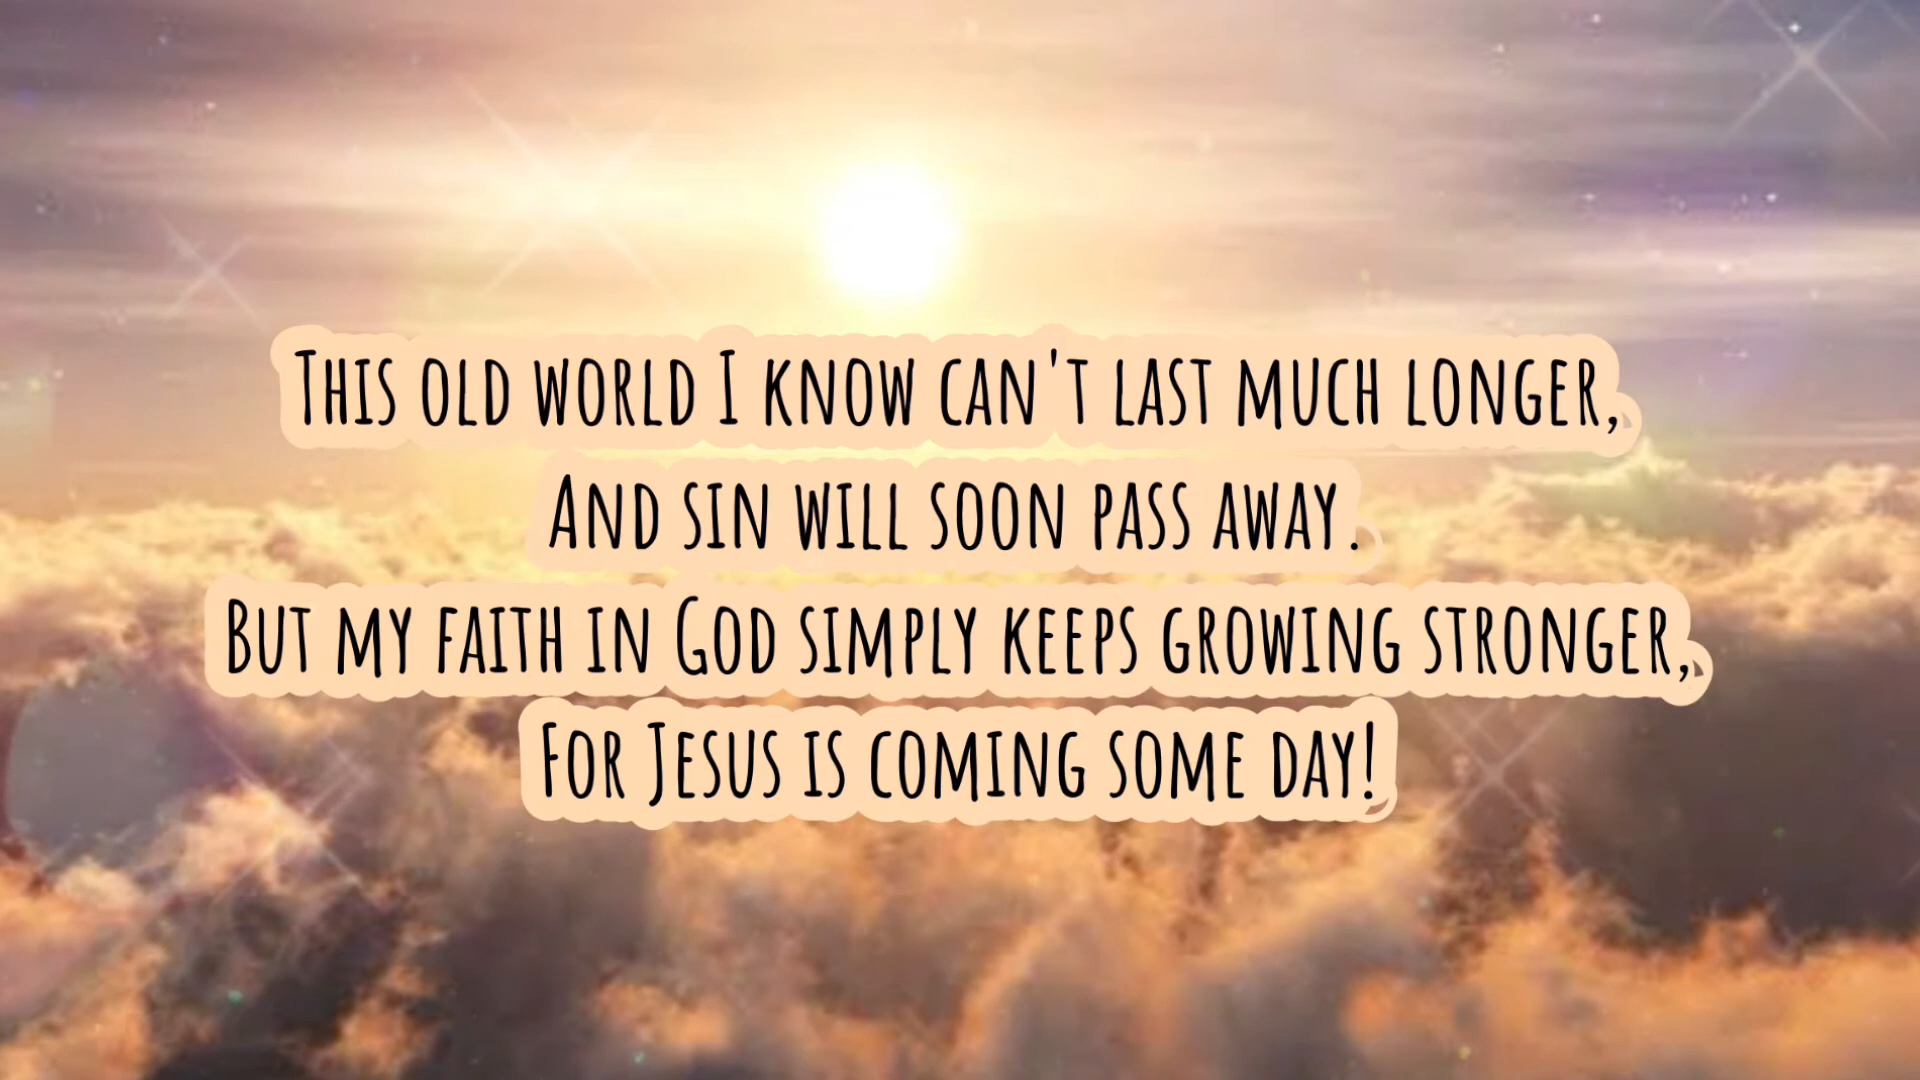 This old world I know can't last much longer,
And sin will soon pass away.
But my faith in God simply keeps growing stronger,
For Jesus is coming some day!